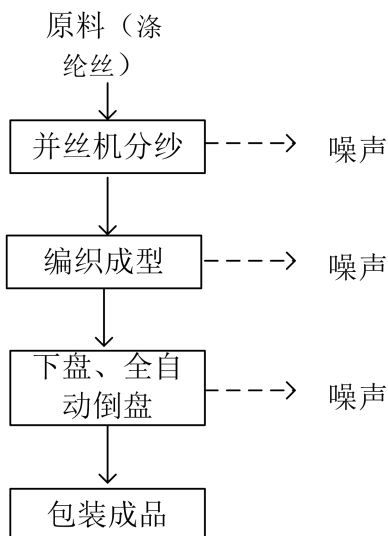 原料（涤
纶丝）
并丝机分纱
噪声
编织成型
噪声
下盘、全自
动倒盘
噪声
包装成品